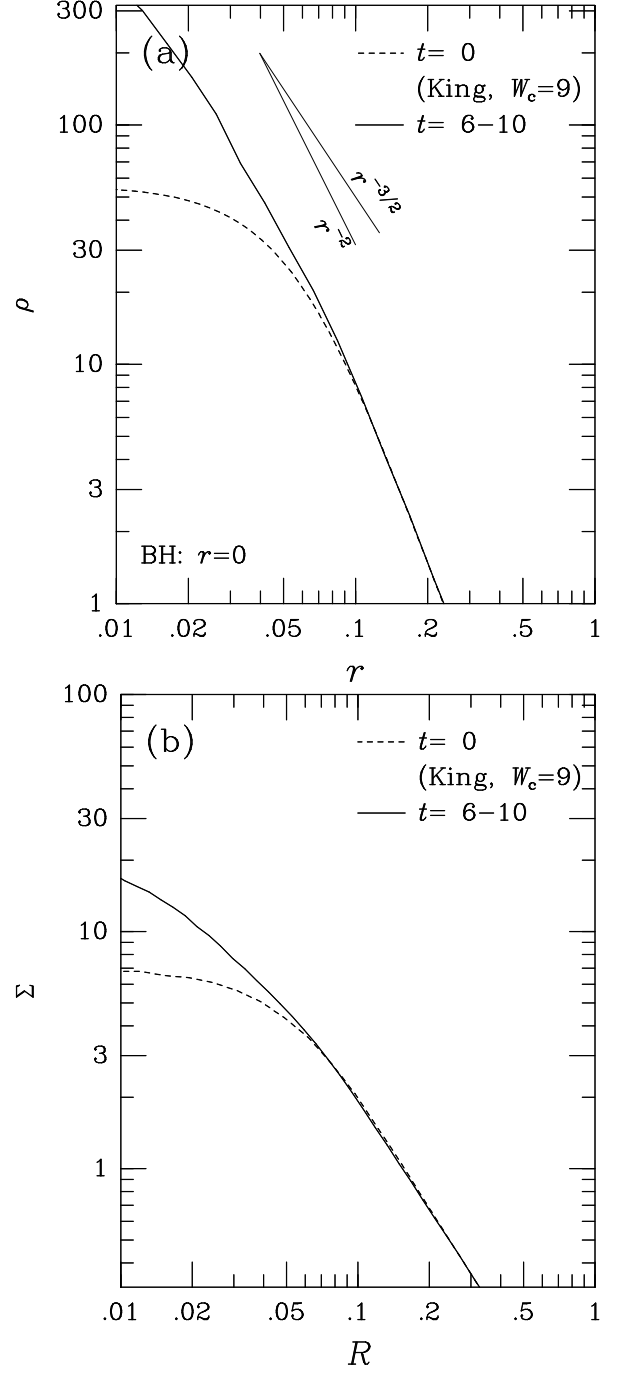 300
(a)
t= 0
(King, Wc=9)
t= 6−10
100
r −3/2
r −2
30
ρ
10
3
BH: r=0
1
.01 .02 .05 .1 .2 .5 1
r
100
(b)
t= 0
(King, Wc=9)
t= 6−10
30
10
Σ
3
1
.01 .02 .05 .1 .2 .5 1
R